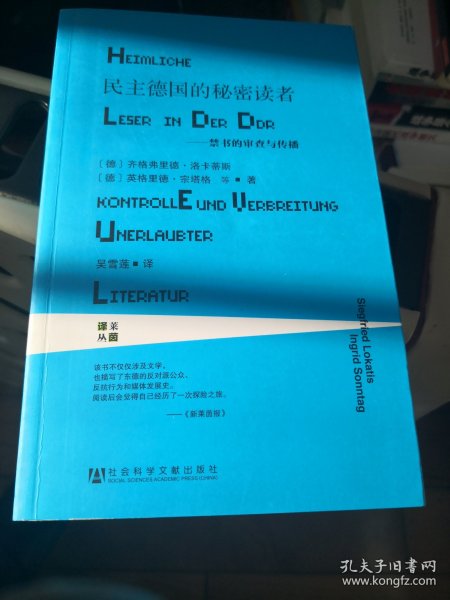 HEIMLICHE
民主德国的秘密读者
LESER IN DER DDR
——禁书的审查与传播
〔德〕齐格弗里德·洛卡蒂斯
〔德〕英格里德·宗塔格 等 ■ 著
KONTROLLE UND VERBREITUNG
UNERLAUBTER
吴雪莲 ■ 译
LITERATUR
译莱
丛茵
Siegfried Lokatis
Ingrid Sonntag
该书不仅仅涉及文学，
也描写了东德的反对派公众、
反抗行为和媒体发展史。
阅读后会觉得自己经历了一次探险之旅。
——《新莱茵报》
社会科学文献出版社
SOCIAL SCIENCES ACADEMIC PRESS (CHINA)
孔夫子旧书网
www.kongfz.com